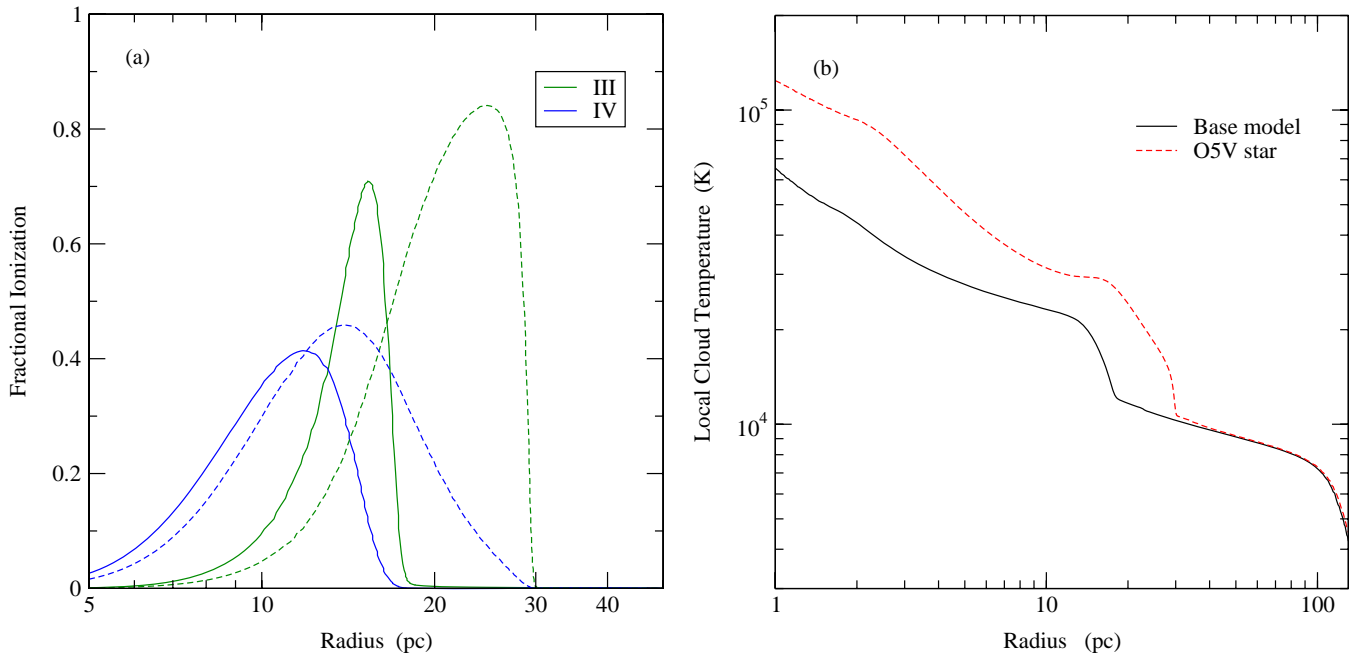 (a)
III
IV
1
0.8
0.6
0.4
0.2
0
Fractional Ionization
5
10
20
30
40
Radius (pc)
(b)
Base model
O5V star
10^5
10^4
Local Cloud Temperature (K)
1
10
100
Radius (pc)